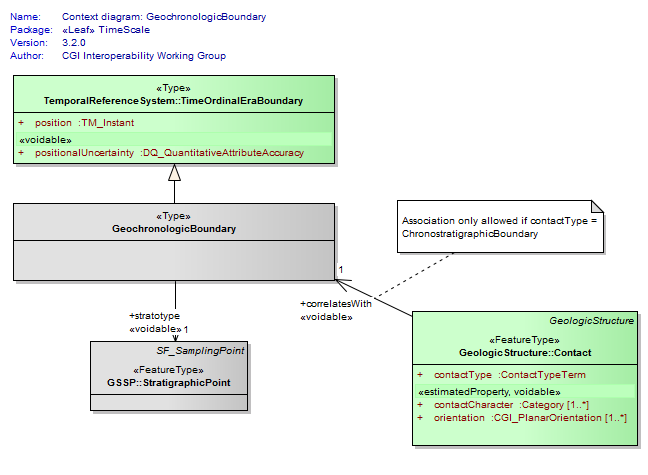 Name: Context diagram: GeochronologicBoundary
Package: «Leaf» TimeScale
Version: 3.2.0
Author: CGI Interoperability Working Group
«Type»
TemporalReferenceSystem::TimeOrdinalEraBoundary
+ position :TM_Instant
«voidable»
+ positionalUncertainty :DQ_QuantitativeAttributeAccuracy
«Type»
GeochronologicBoundary
Association only allowed if contactType =
ChronostratigraphicBoundary
1
+correlatesWith
«voidable»
+stratotype
«voidable» 1
SF_SamplingPoint
«FeatureType»
GSSP::StratigraphicPoint
GeologicStructure
«FeatureType»
GeologicStructure::Contact
+ contactType :ContactTypeTerm
«estimatedProperty, voidable»
+ contactCharacter :Category [1..*]
+ orientation :CGI_PlanarOrientation [1..*]